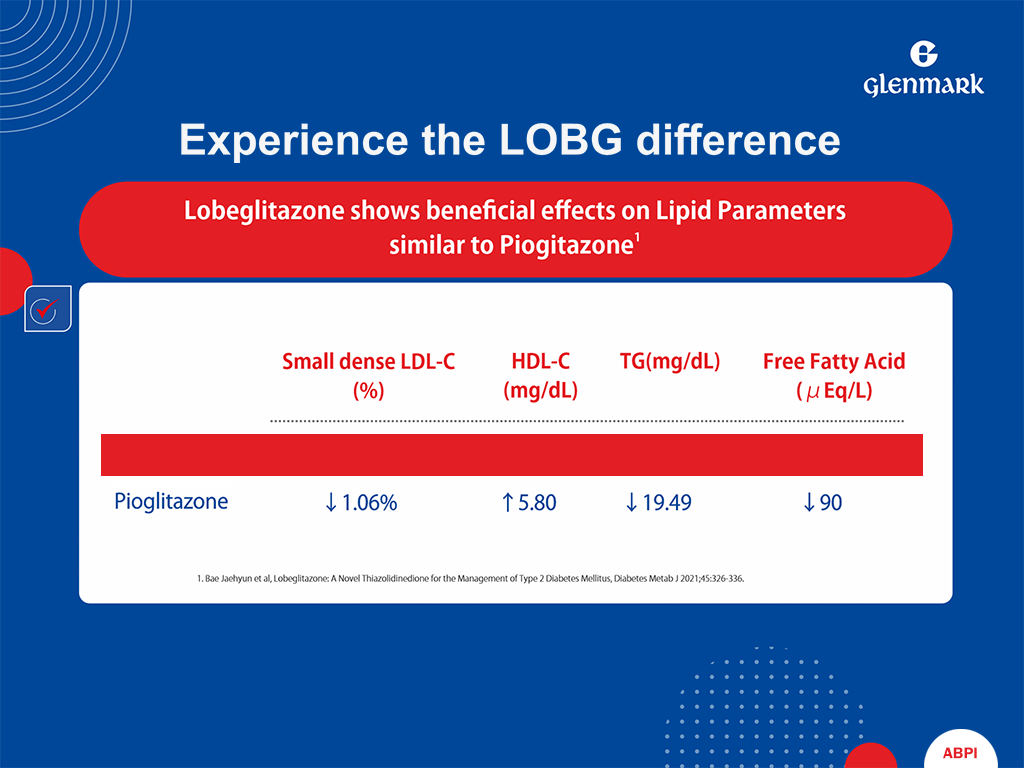 GLENMARK
Experience the LOBG difference
Lobeglitazone shows beneficial effects on Lipid Parameters
similar to Piogitazone¹
Small dense LDL-C HDL-C TG(mg/dL) Free Fatty Acid
(%) (mg/dL) ( μ Eq/L)
Pioglitazone ↓ 1.06% ↑ 5.80 ↓ 19.49 ↓ 90
1. Bae Jaehyun et al, Lobeglitazone: A Novel Thiazolidinedione for the Management of Type 2 Diabetes Mellitus, Diabetes Metab J 2021;45:326-336.
ABPI